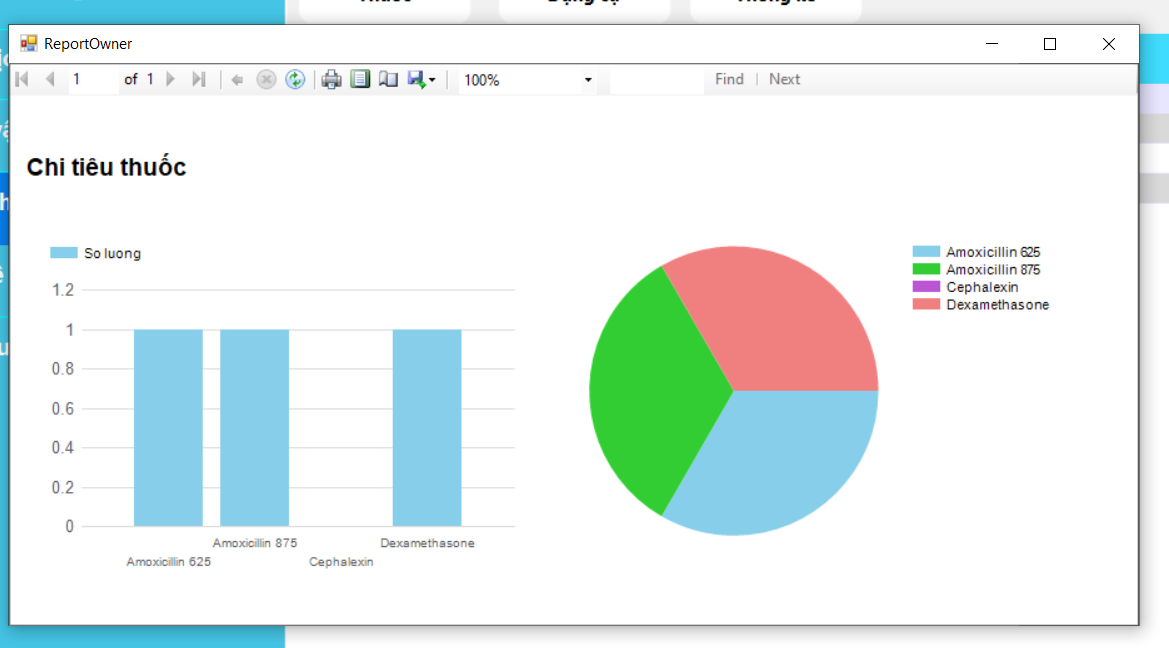 ReportOwner
1 of 1 100% Find | Next
Chi tiêu thuốc
So luong
1.2
1
0.8
0.6
0.4
0.2
0
Amoxicillin 625
Amoxicillin 875
Cephalexin
Dexamethasone
Amoxicillin 625
Amoxicillin 875
Cephalexin
Dexamethasone